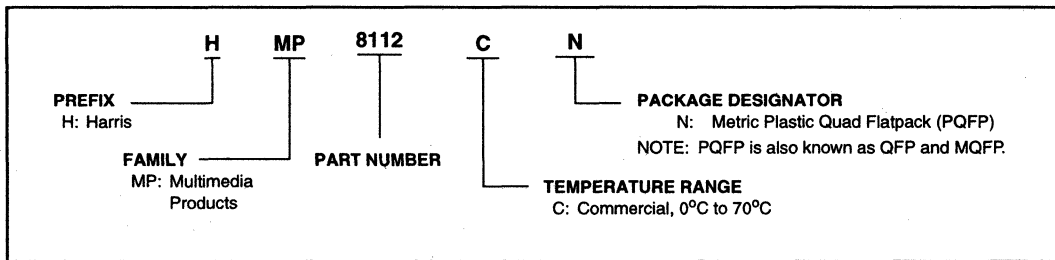 H MP 8112 C N
PREFIX
H: Harris
FAMILY
MP: Multimedia
Products
PART NUMBER
PACKAGE DESIGNATOR
N: Metric Plastic Quad Flatpack (PQFP)
NOTE: PQFP is also known as QFP and MQFP.
TEMPERATURE RANGE
C: Commercial, 0°C to 70°C